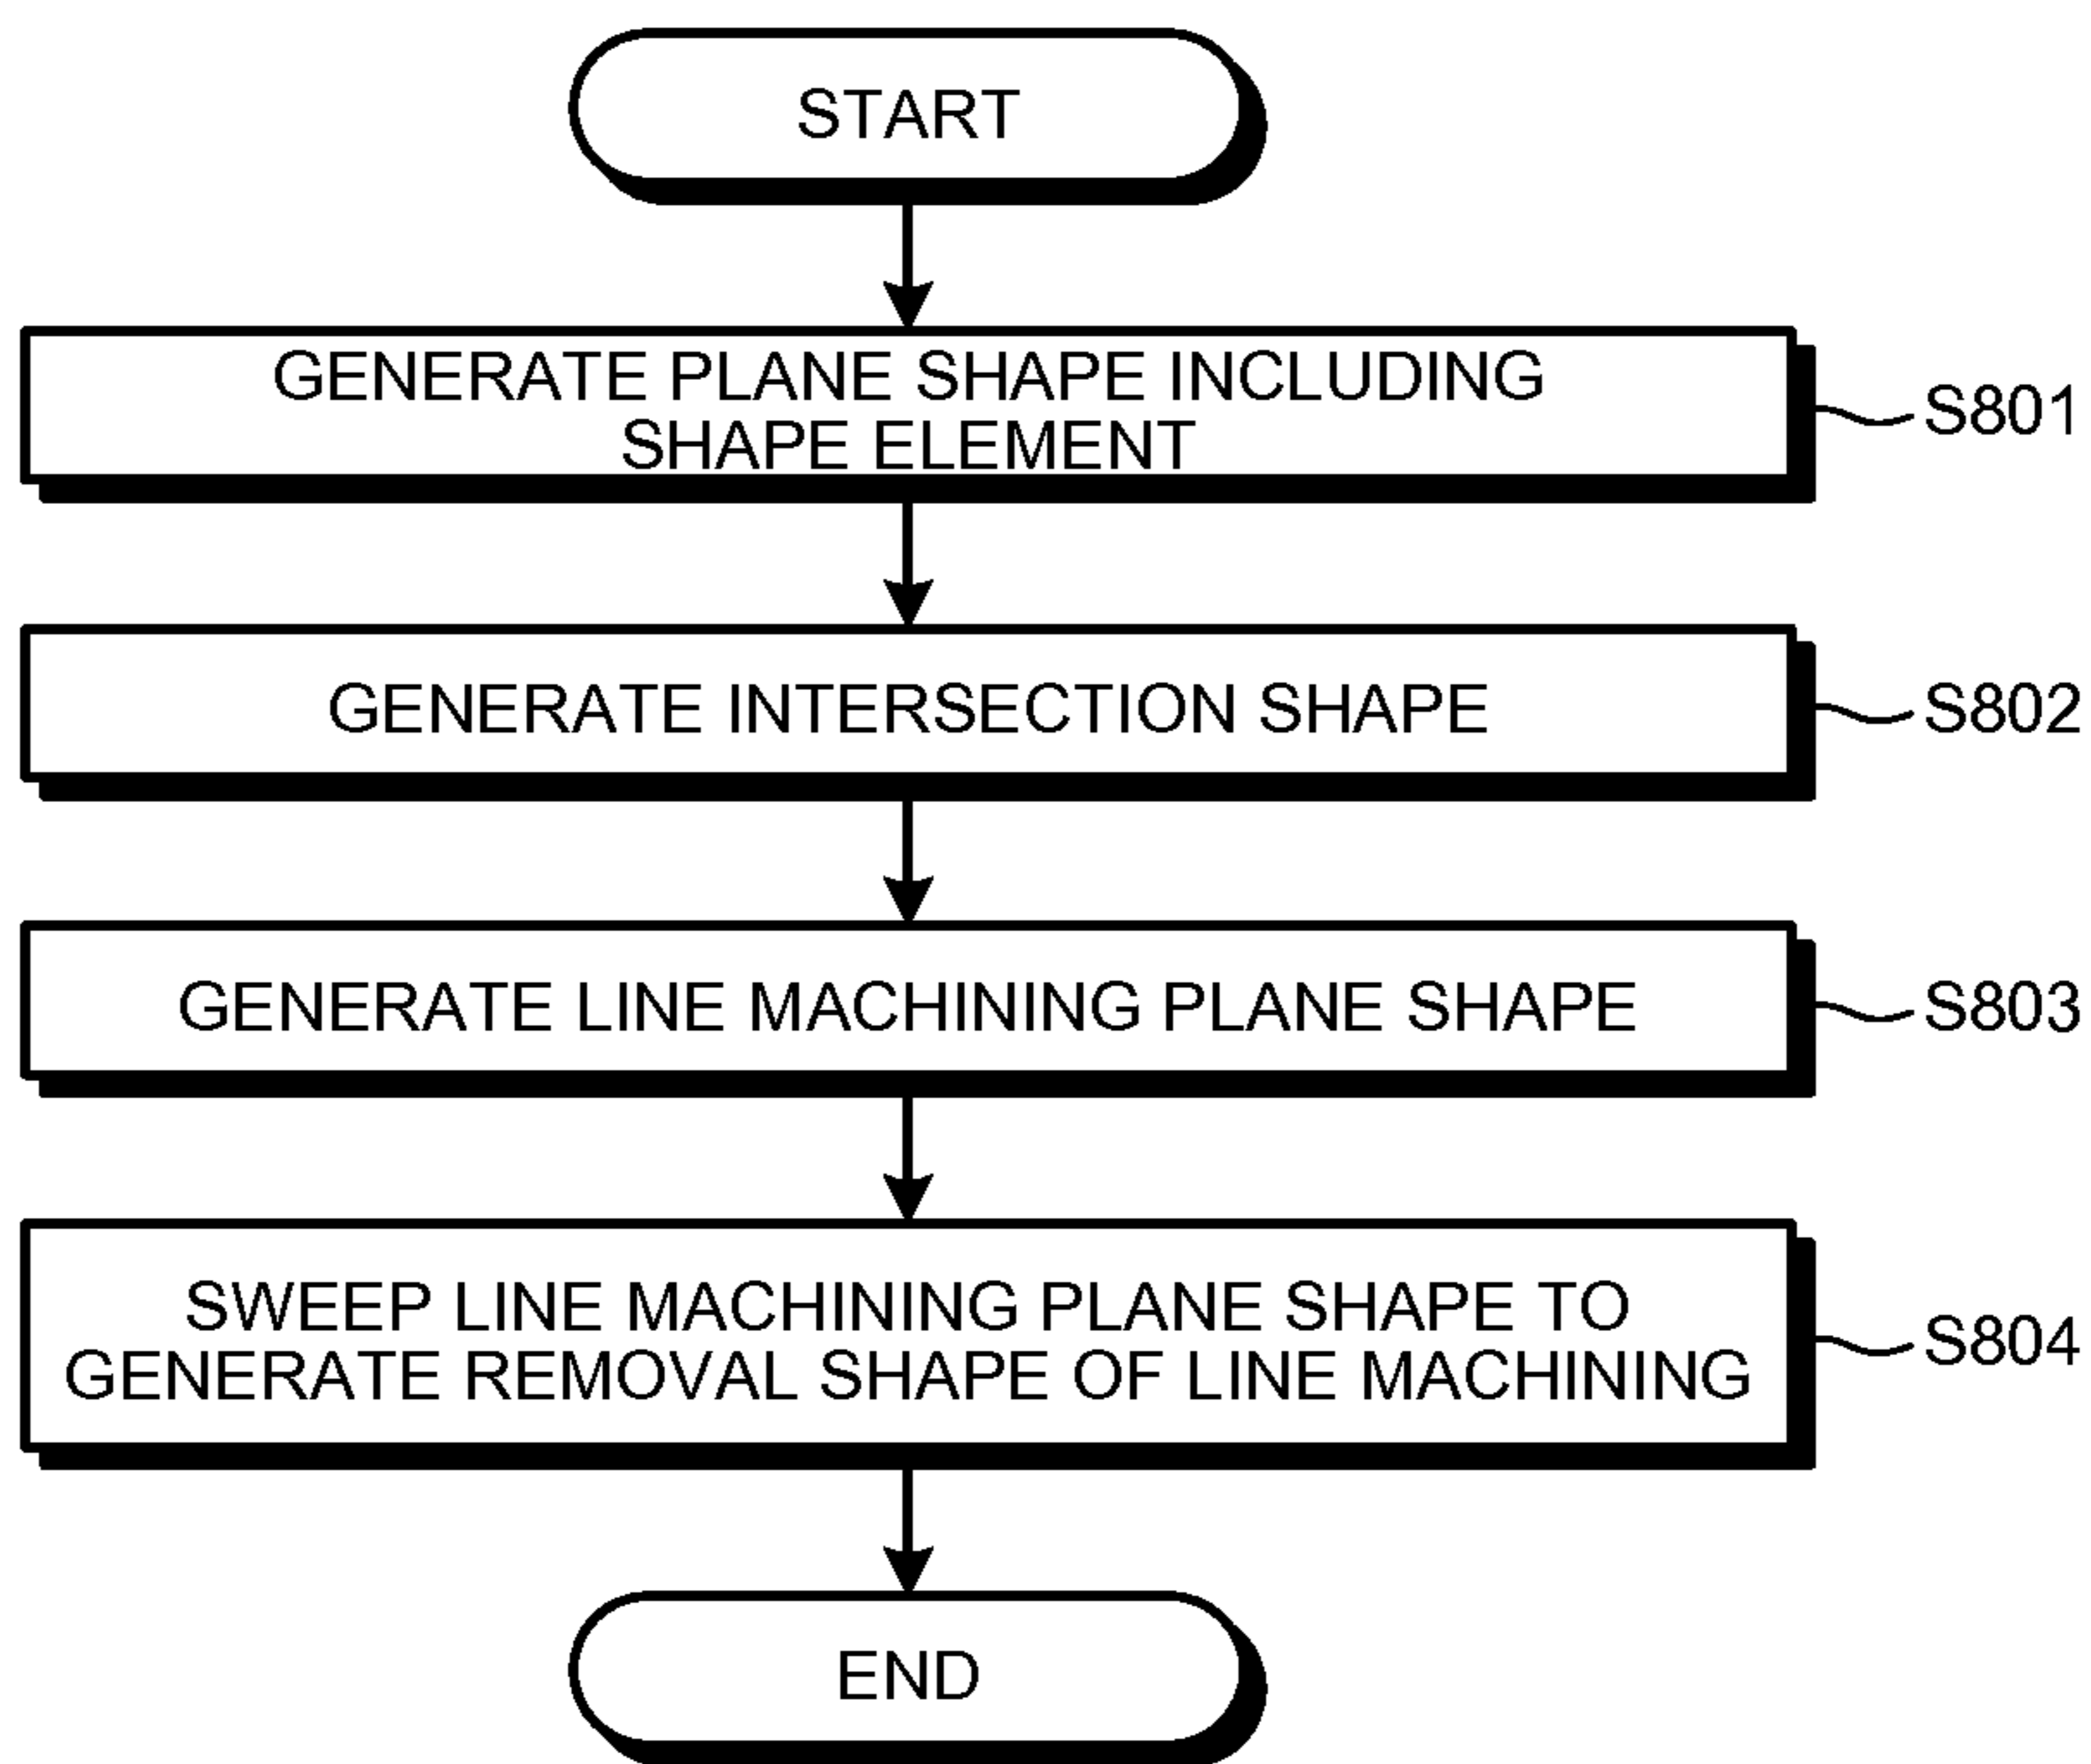 START
GENERATE PLANE SHAPE INCLUDING
SHAPE ELEMENT
S801
GENERATE INTERSECTION SHAPE
S802
GENERATE LINE MACHINING PLANE SHAPE
S803
SWEEP LINE MACHINING PLANE SHAPE TO
GENERATE REMOVAL SHAPE OF LINE MACHINING
S804
END